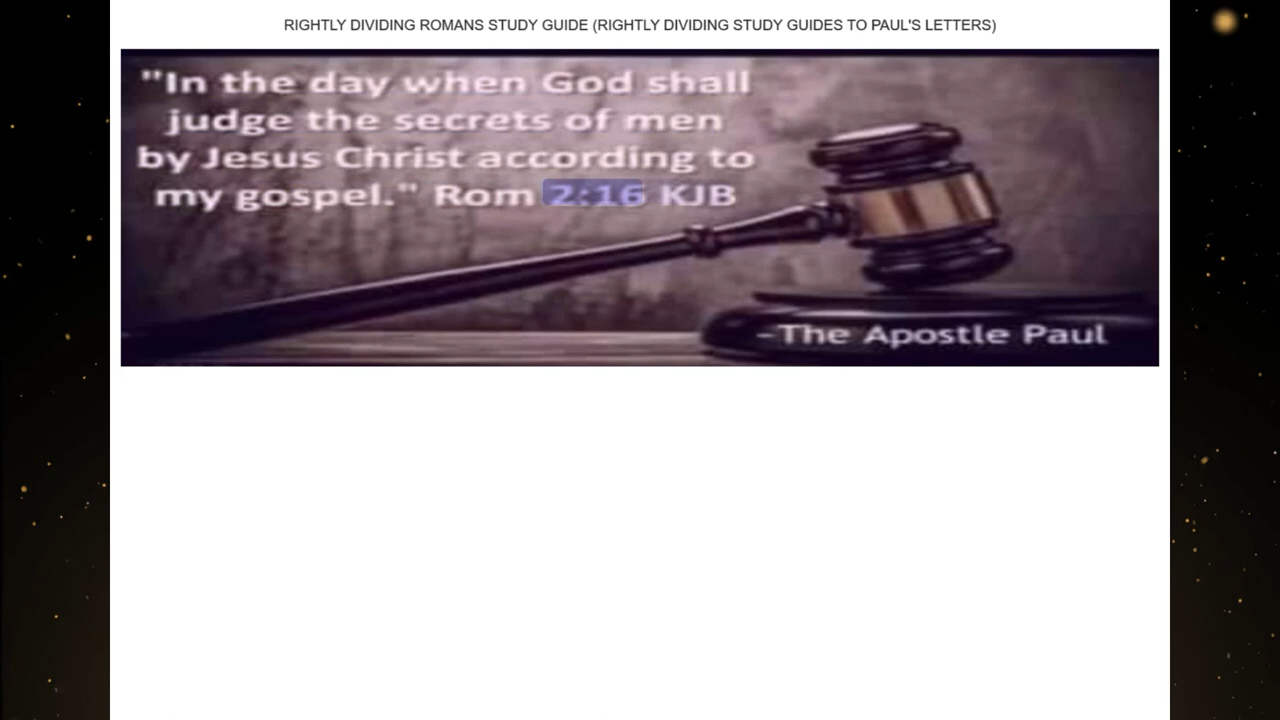 RIGHTLY DIVIDING ROMANS STUDY GUIDE (RIGHTLY DIVIDING STUDY GUIDES TO PAUL'S LETTERS)
"In the day when God shall
judge the secrets of men
by Jesus Christ according to
my gospel." Rom 2:16 KJB
-The Apostle Paul